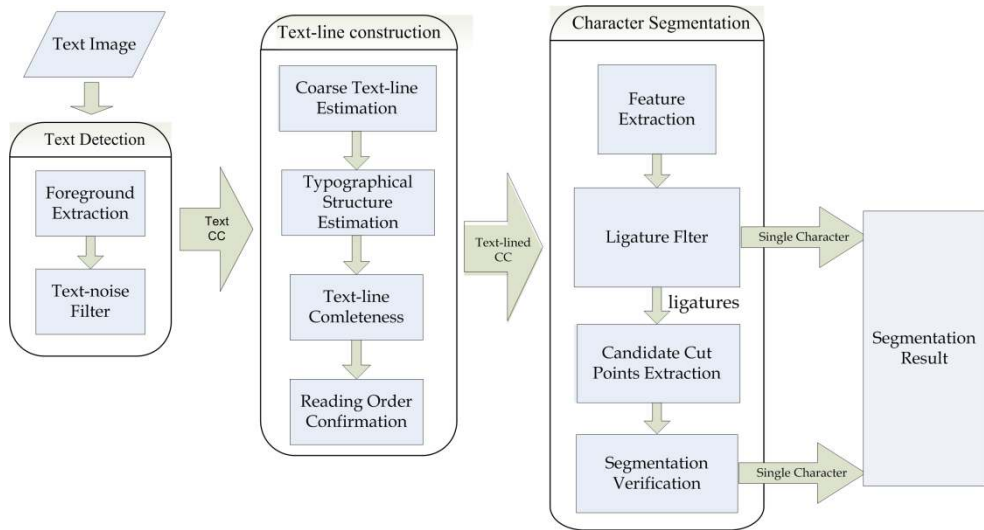 Text Image
Text Detection
Foreground
Extraction
Text-noise
Filter
Text
CC
Text-line construction
Coarse Text-line
Estimation
Typographical
Structure
Estimation
Text-line
Comleteness
Reading Order
Confirmation
Text-lined
CC
Character Segmentation
Feature
Extraction
Ligature Flter
ligatures
Candidate Cut
Points Extraction
Segmentation
Verification
Single Character
Single Character
Segmentation
Result